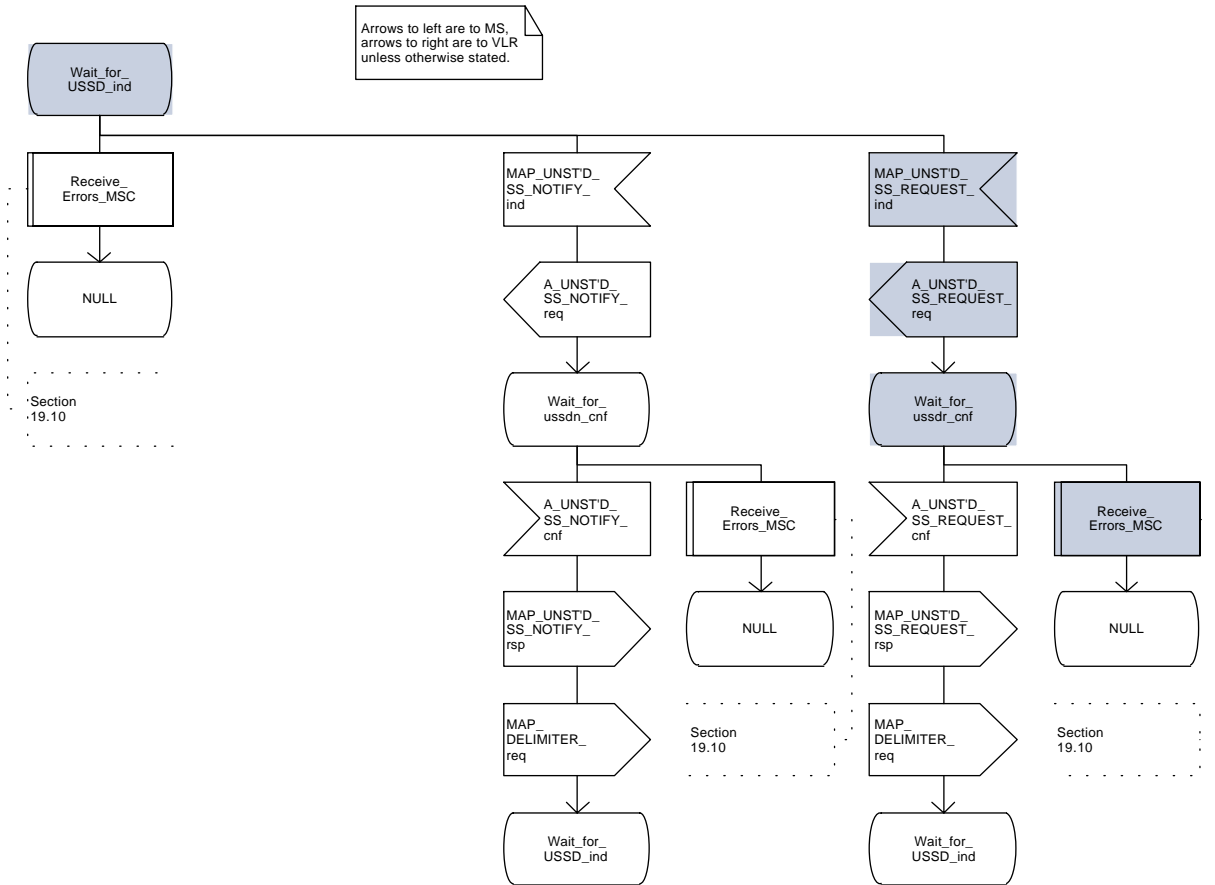 Arrows to left are to MS,
arrows to right are to VLR
unless otherwise stated.
Wait_for_
USSD_ind
Receive_
Errors_MSC
MAP_UNST'D_
SS_NOTIFY_
ind
MAP_UNST'D_
SS_REQUEST_
ind
NULL
A_UNST'D_
SS_NOTIFY_
req
A_UNST'D_
SS_REQUEST_
req
Section
19.10
Wait_for_
ussdn_cnf
Wait_for_
ussdr_cnf
A_UNST'D_
SS_NOTIFY_
cnf
Receive_
Errors_MSC
A_UNST'D_
SS_REQUEST_
cnf
Receive_
Errors_MSC
MAP_UNST'D_
SS_NOTIFY_
rsp
NULL
MAP_UNST'D_
SS_REQUEST_
rsp
NULL
MAP_
DELIMITER_
req
Section
19.10
MAP_
DELIMITER_
req
Section
19.10
Wait_for_
USSD_ind
Wait_for_
USSD_ind